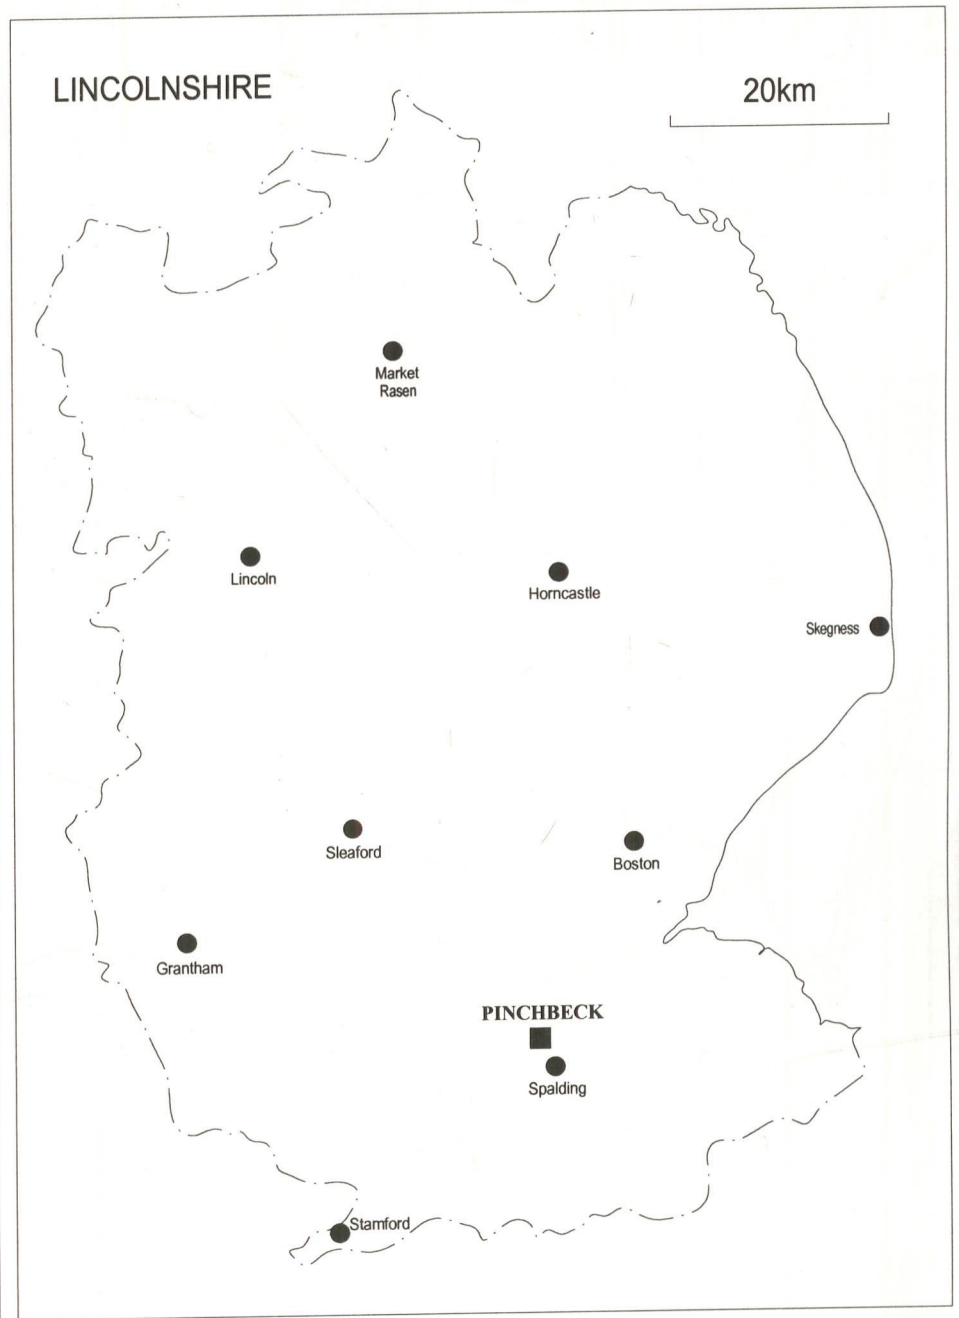 LINCOLNSHIRE
20km
Market
Rasen
Lincoln
Horncastle
Skegness
Sleaford
Boston
Grantham
PINCHBECK
Spalding
Stamford